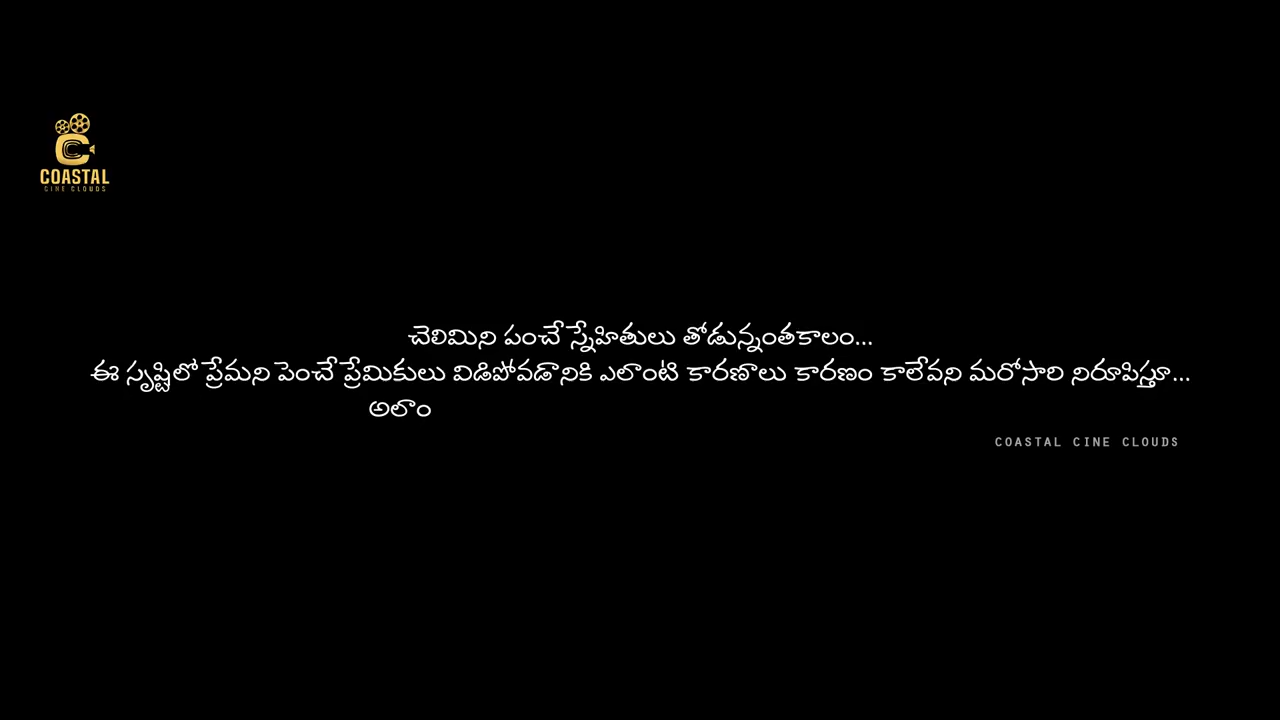 COASTAL
CINE CLOUDS
చెలిమిని పంచే స్నేహితులు తోడున్నంతకాలం...
ఈ సృష్టిలో ప్రేమని పెంచే ప్రేమికులు విడిపోవడానికి ఎలాంటి కారణాలు కారణం కాలేవని మరోసారి నిరూపిస్తూ...
అలాం
COASTAL CINE CLOUDS